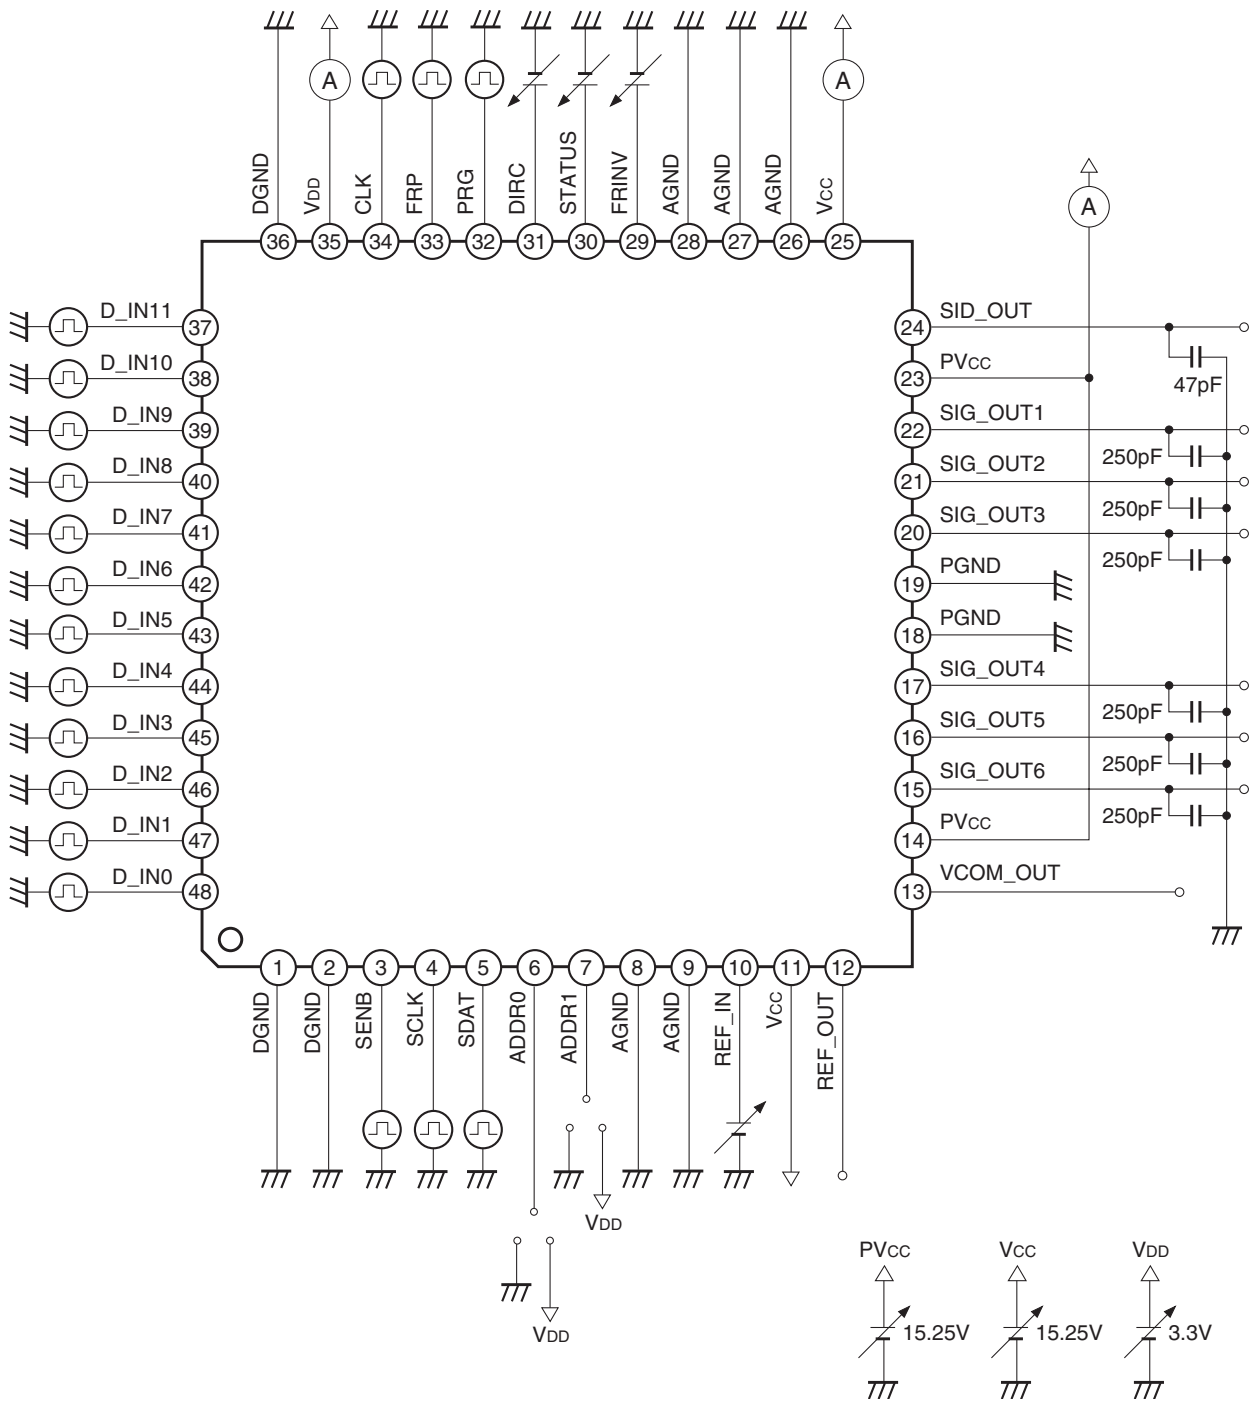 A
A
DGND
VDD
CLK
FRP
PRG
DIRC
STATUS
FRINV
AGND
AGND
AGND
VCC
A
36
35
34
33
32
31
30
29
28
27
26
25
D_IN11
37
D_IN10
38
D_IN9
39
D_IN8
40
D_IN7
41
D_IN6
42
D_IN5
43
D_IN4
44
D_IN3
45
D_IN2
46
D_IN1
47
D_IN0
48
24
SID_OUT
47pF
23
PVCC
22
SIG_OUT1
250pF
21
SIG_OUT2
250pF
20
SIG_OUT3
250pF
19
PGND
18
PGND
17
SIG_OUT4
250pF
16
SIG_OUT5
250pF
15
SIG_OUT6
250pF
14
PVCC
13
VCOM_OUT
1
2
3
4
5
6
7
8
9
10
11
12
DGND
DGND
SENB
SCLK
SDAT
ADDR0
ADDR1
AGND
AGND
REF_IN
VCC
REF_OUT
VDD
VDD
PVCC
15.25V
VCC
15.25V
VDD
3.3V